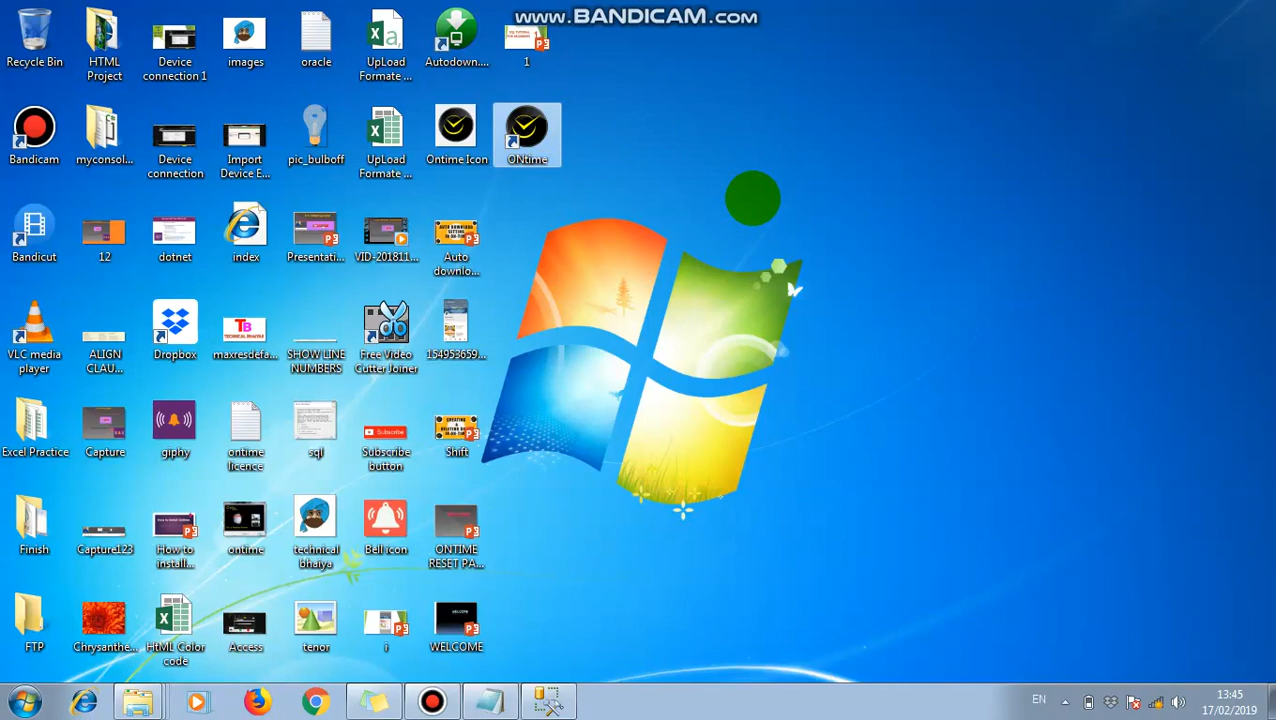 www.BANDICAM.com
Recycle Bin
HTML
Project
Device
connection 1
images
oracle
UpLoad
Formate ...
Autodown....
1
Bandicam
myconsol...
Device
connection
Import
Device E...
pic_bulboff
UpLoad
Formate ...
Ontime Icon
ONtime
Bandicut
12
dotnet
index
Presentati...
VID-201811...
Auto
downlo...
VLC media
player
ALIGN
CLAU...
Dropbox
TB
maxresdefa...
SHOW LINE
NUMBERS
Free Video
Cutter Joiner
154953659...
Excel Practice
Capture
giphy
ontime
licence
sql
Subscribe
Subscribe
button
Shift
Finish
Capture123
How to
install...
ontime
technical
bhaiya
Bell icon
ONTIME
RESET PA...
FTP
Chrysanthe...
HtMl Color
code
Access
tenor
i
WELCOME
EN
13:45
17/02/2019